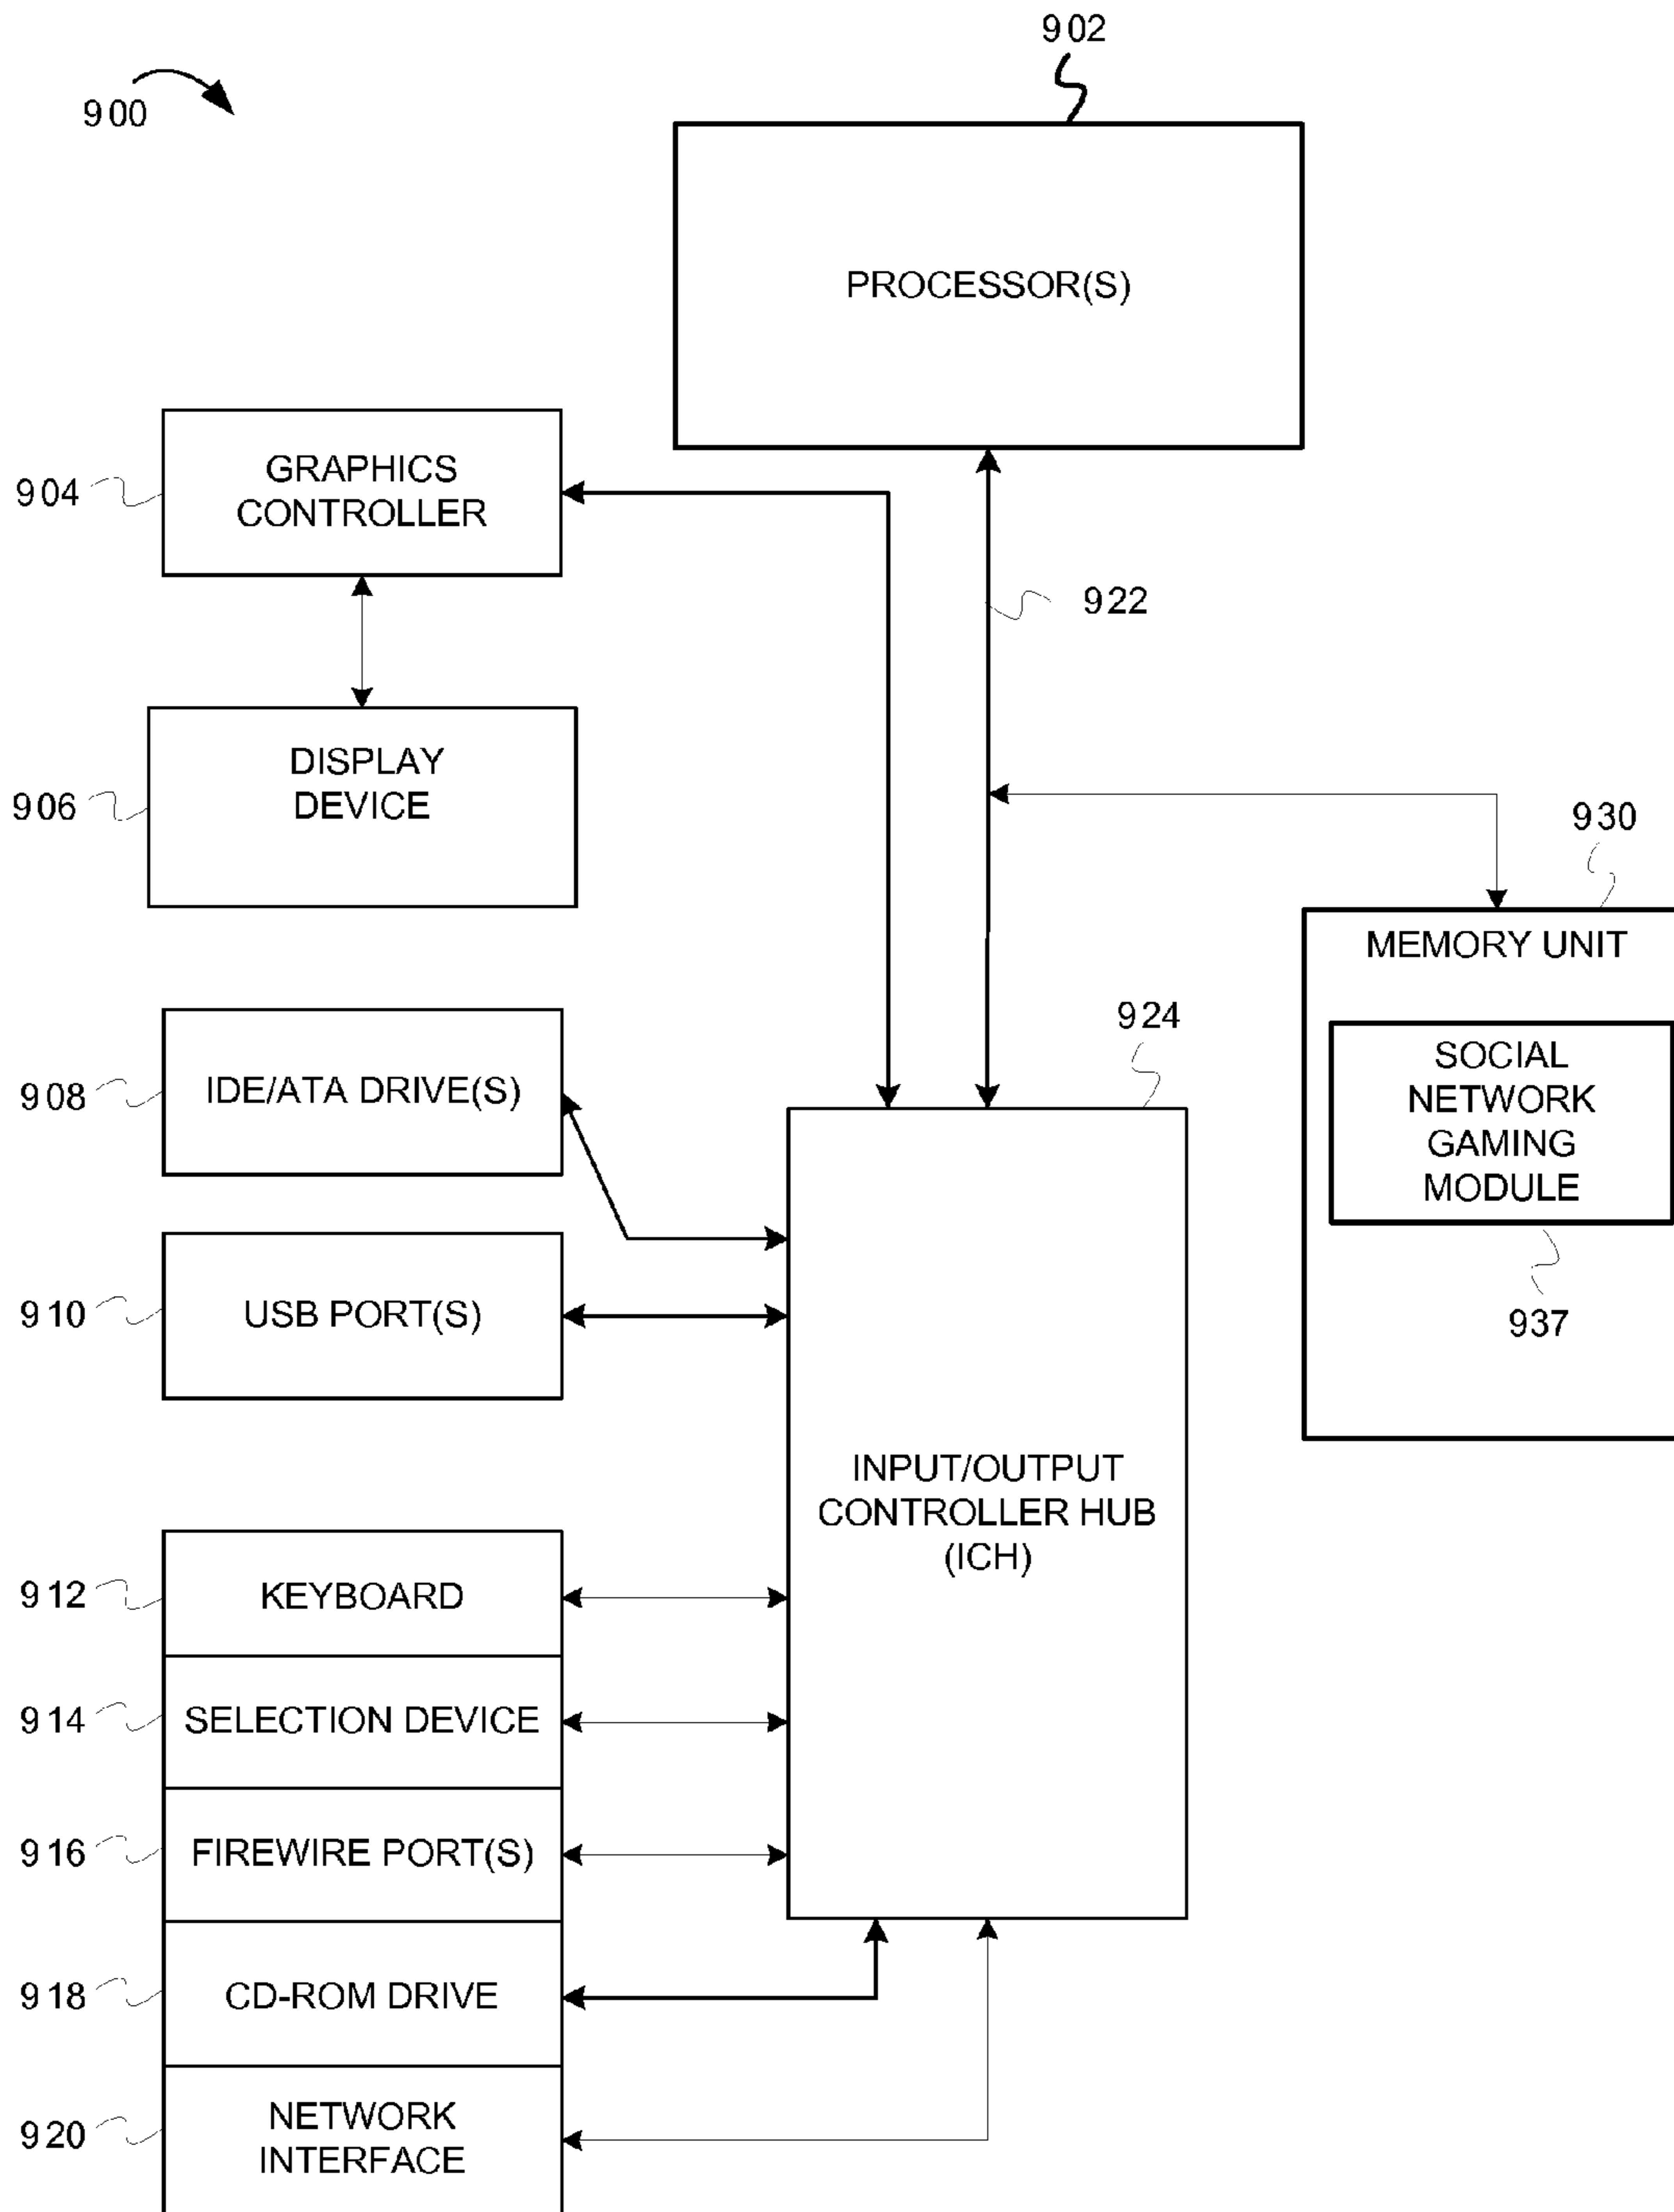 902
900
PROCESSOR(S)
GRAPHICS
CONTROLLER
904
922
DISPLAY
DEVICE
906
930
MEMORY UNIT
924
SOCIAL
NETWORK
GAMING
MODULE
937
908
IDE/ATA DRIVE(S)
910
USB PORT(S)
INPUT/OUTPUT
CONTROLLER HUB
(ICH)
912
KEYBOARD
914
SELECTION DEVICE
916
FIREWIRE PORT(S)
918
CD-ROM DRIVE
920
NETWORK
INTERFACE